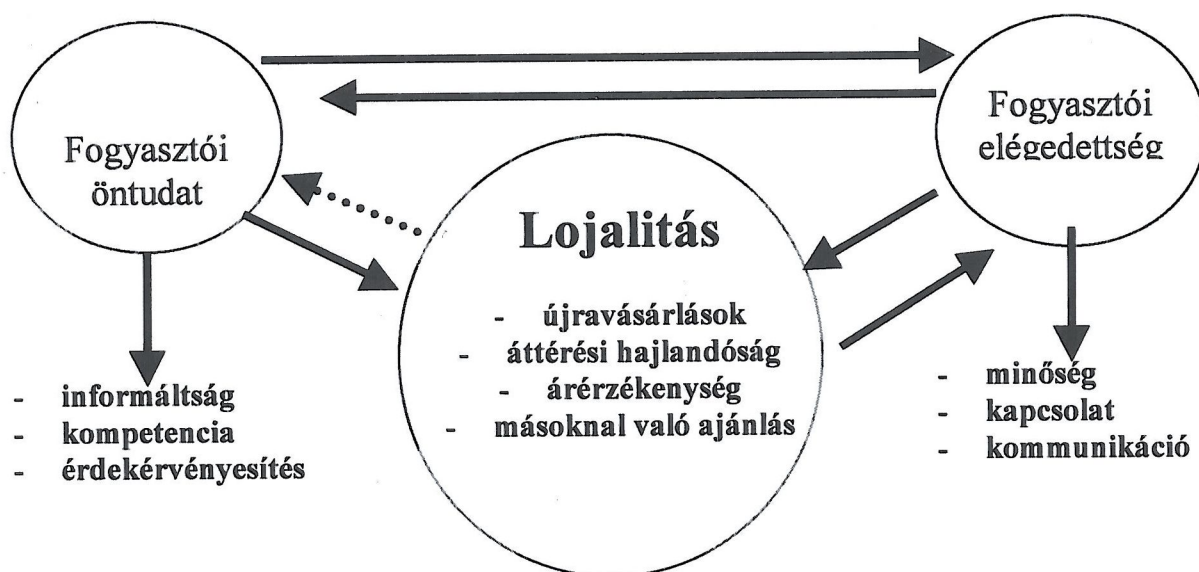 Fogyasztói
öntudat
- informáltság
- kompetencia
- érdekérvényesítés
Lojalitás
- újravásárlások
- áttérési hajlandóság
- árérzékenység
- másoknal való ajánlás
Fogyasztói
elégedettség
- minőség
- kapcsolat
- kommunikáció